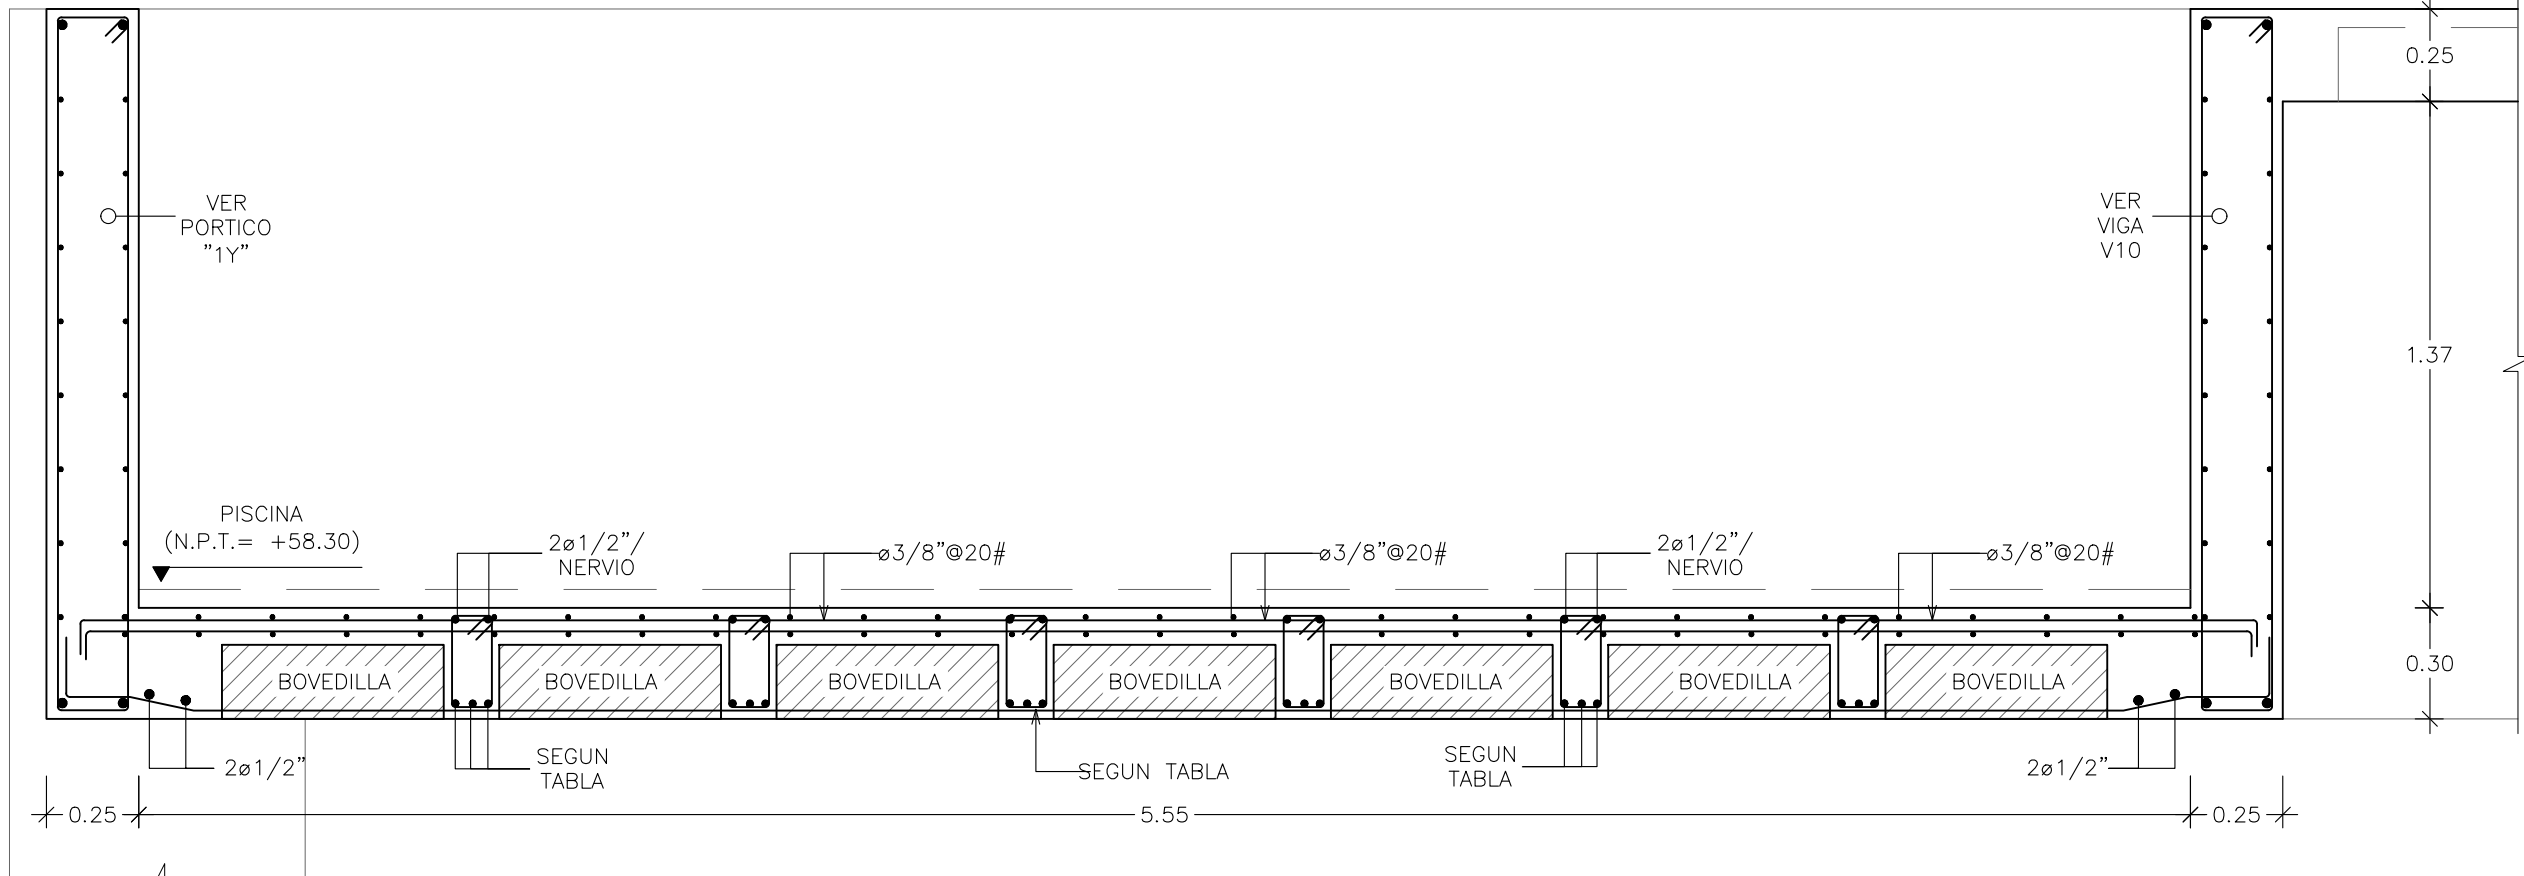 0.25
VER
PORTICO
"1Y"
VER
VIGA
V10
1.37
PISCINA
(N.P.T.= +58.30)
2ø1/2"/
NERVIO
ø3/8"@20#
ø3/8"@20#
2ø1/2"/
NERVIO
ø3/8"@20#
0.30
BOVEDILLA
BOVEDILLA
BOVEDILLA
BOVEDILLA
BOVEDILLA
BOVEDILLA
BOVEDILLA
2ø1/2"
SEGUN
TABLA
SEGUN TABLA
SEGUN
TABLA
2ø1/2"
0.25
5.55
0.25